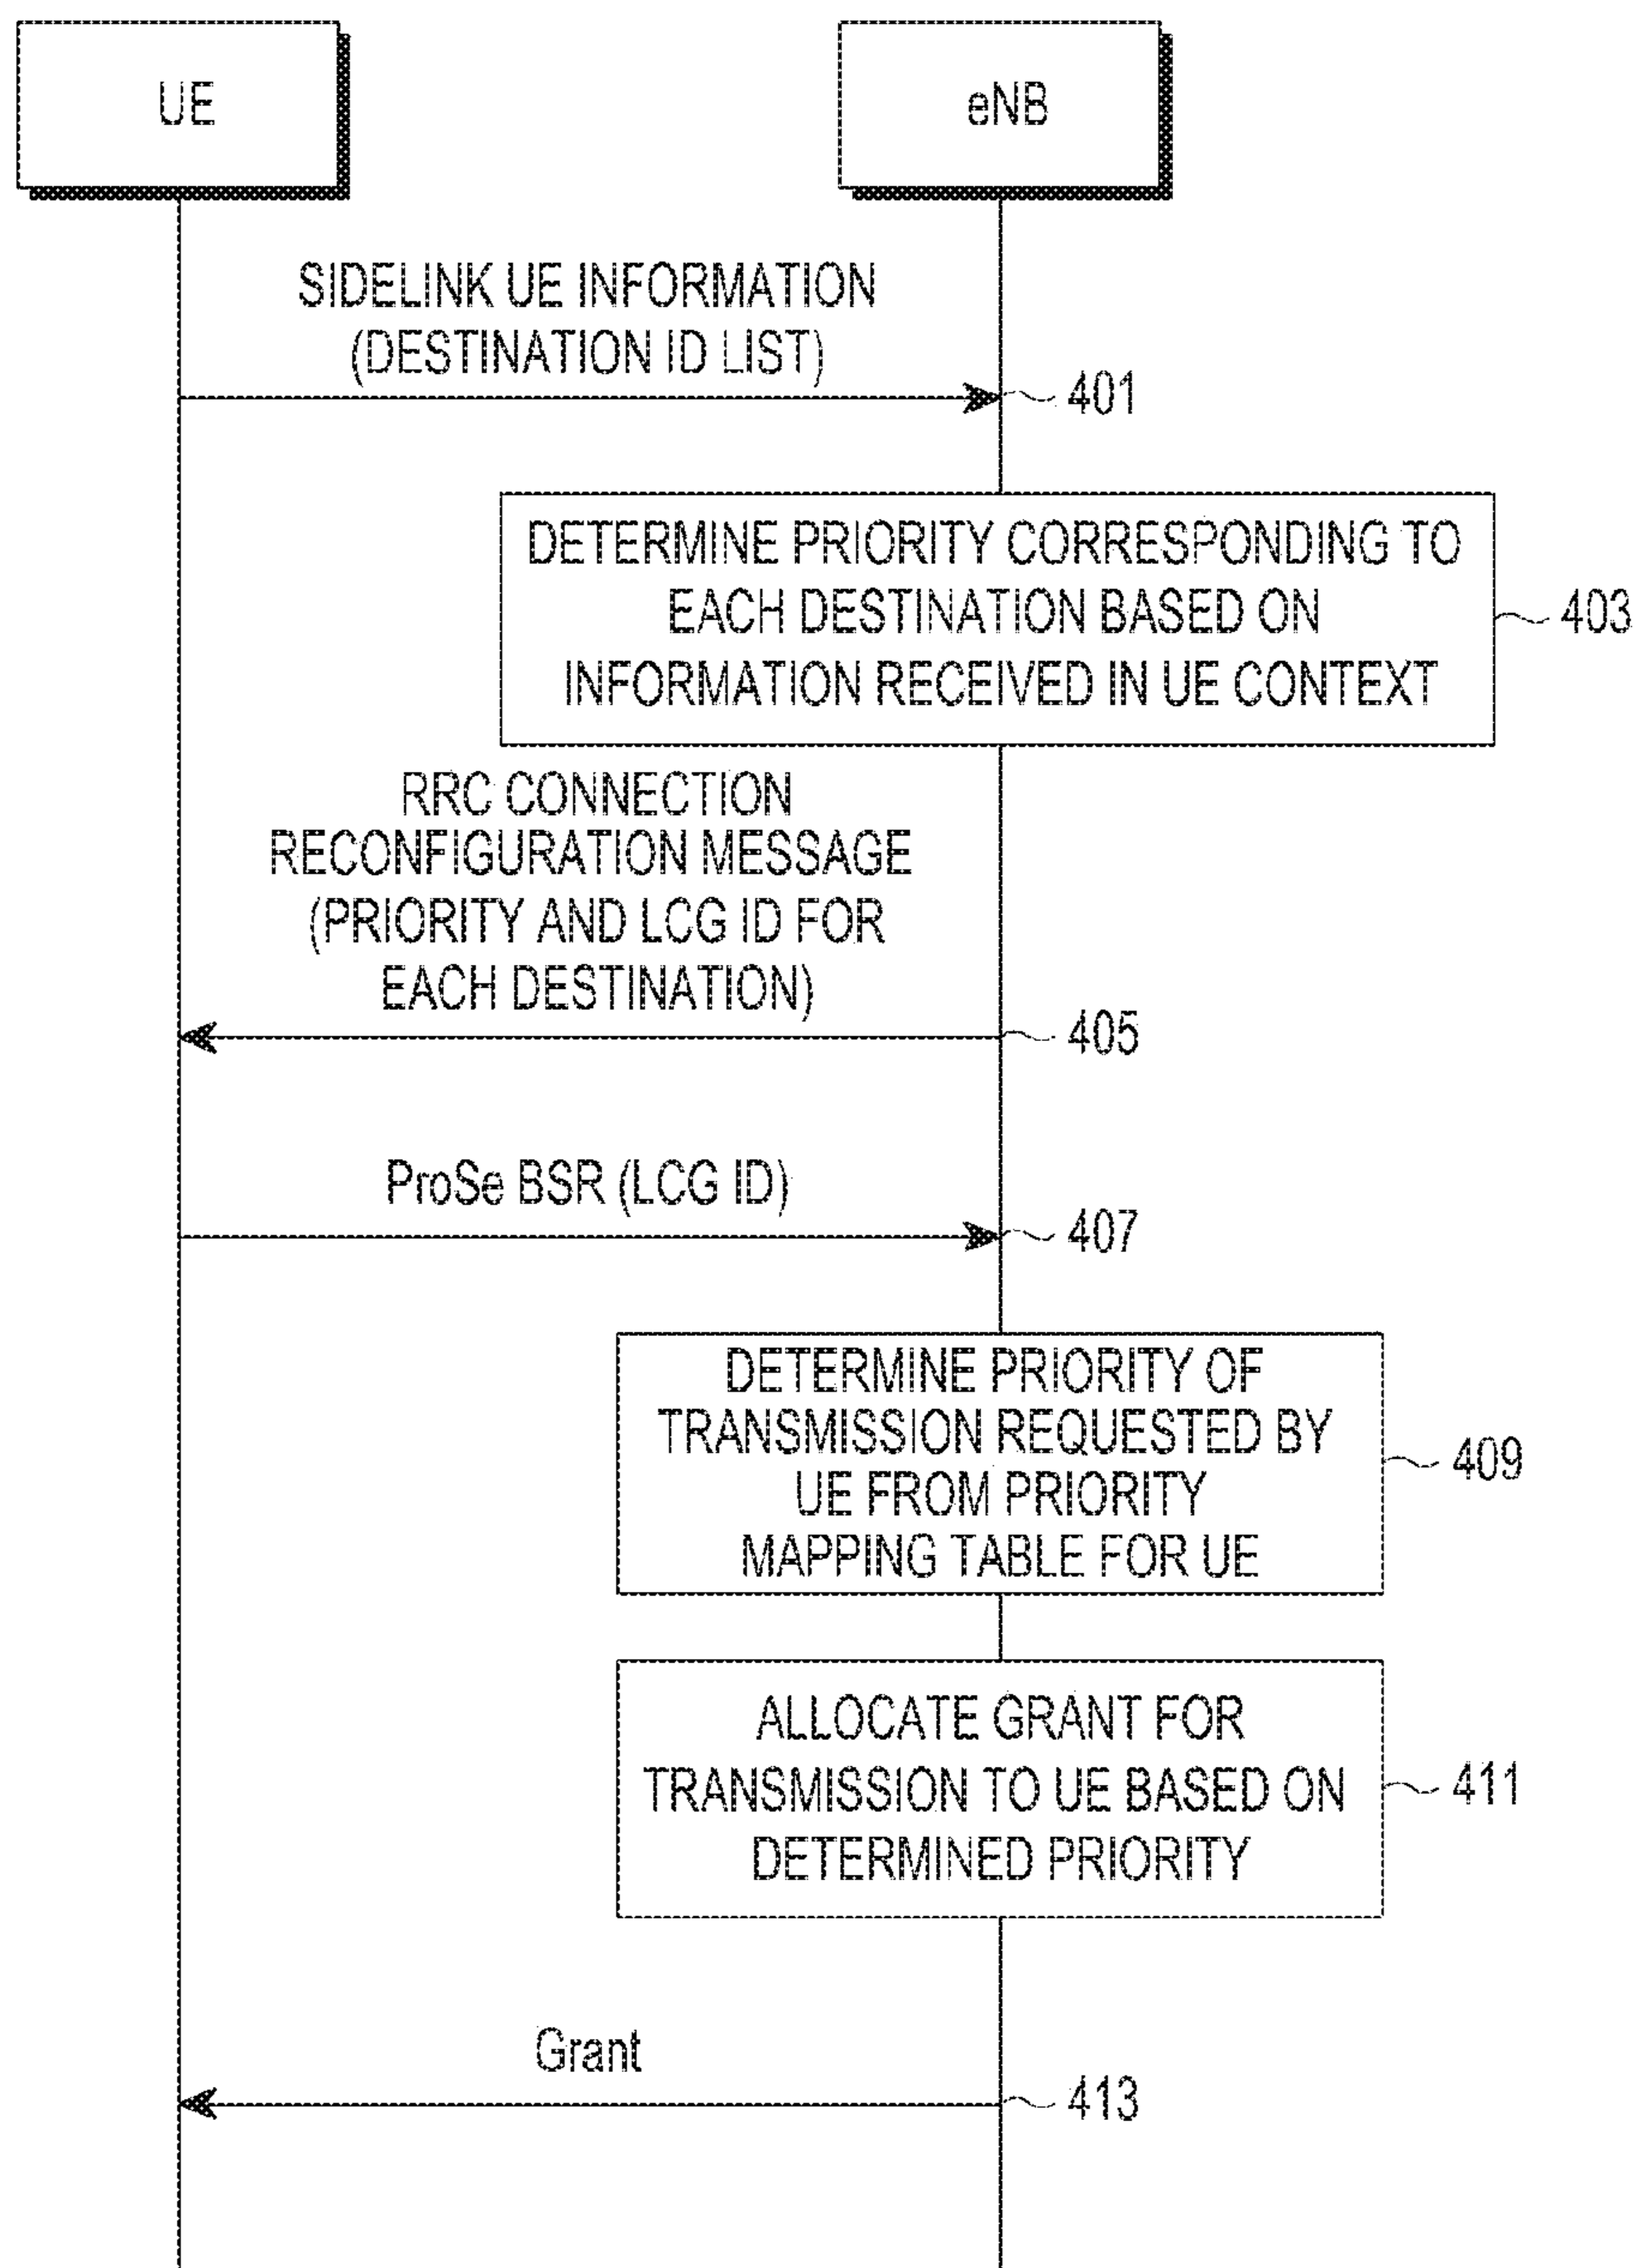 UE
eNB
SIDELINK UE INFORMATION
(DESTINATION ID LIST)
401
DETERMINE PRIORITY CORRESPONDING TO
EACH DESTINATION BASED ON
INFORMATION RECEIVED IN UE CONTEXT
403
RRC CONNECTION
RECONFIGURATION MESSAGE
(PRIORITY AND LCG ID FOR
EACH DESTINATION)
405
ProSe BSR (LCG ID)
407
DETERMINE PRIORITY OF
TRANSMISSION REQUESTED BY
UE FROM PRIORITY
MAPPING TABLE FOR UE
409
ALLOCATE GRANT FOR
TRANSMISSION TO UE BASED ON
DETERMINED PRIORITY
411
Grant
413